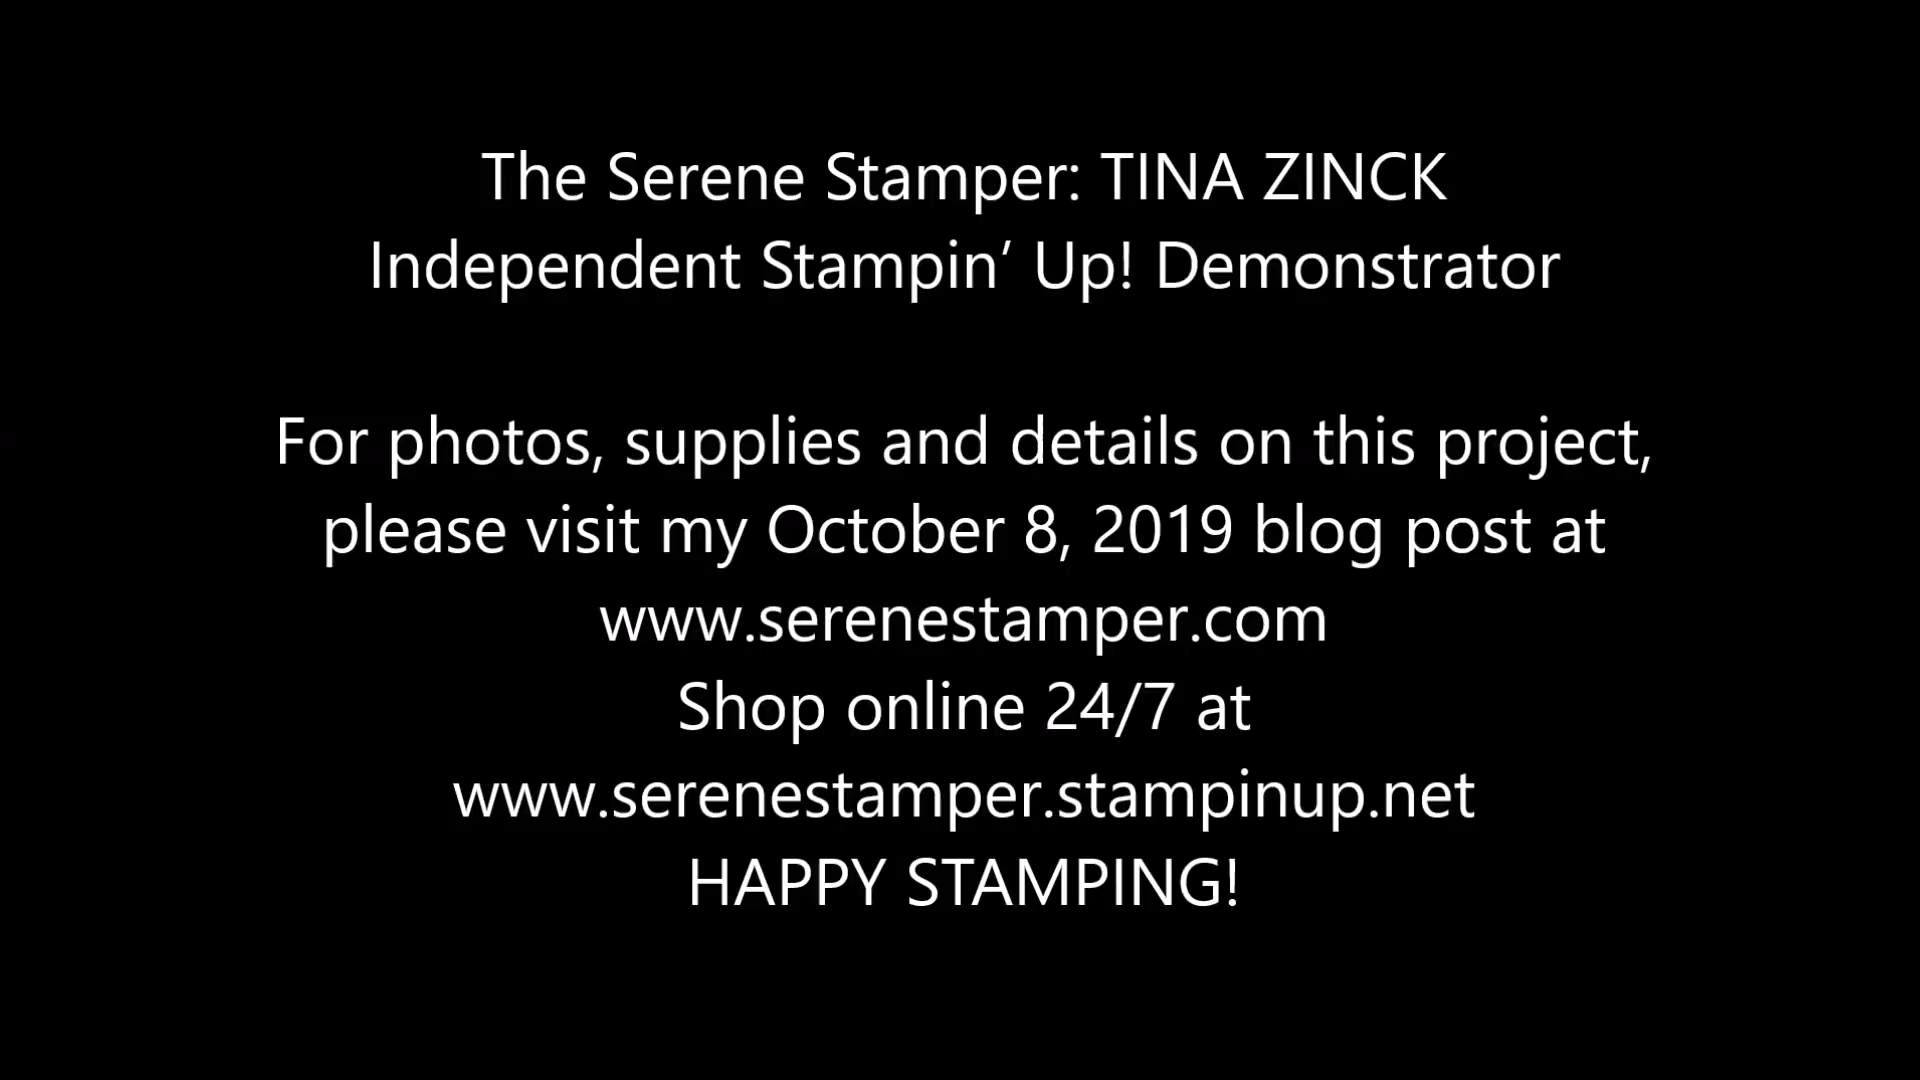 The Serene Stamper: TINA ZINCK
Independent Stampin’ Up! Demonstrator
For photos, supplies and details on this project,
please visit my October 8, 2019 blog post at
www.serenestamper.com
Shop online 24/7 at
www.serenestamper.stampinup.net
HAPPY STAMPING!